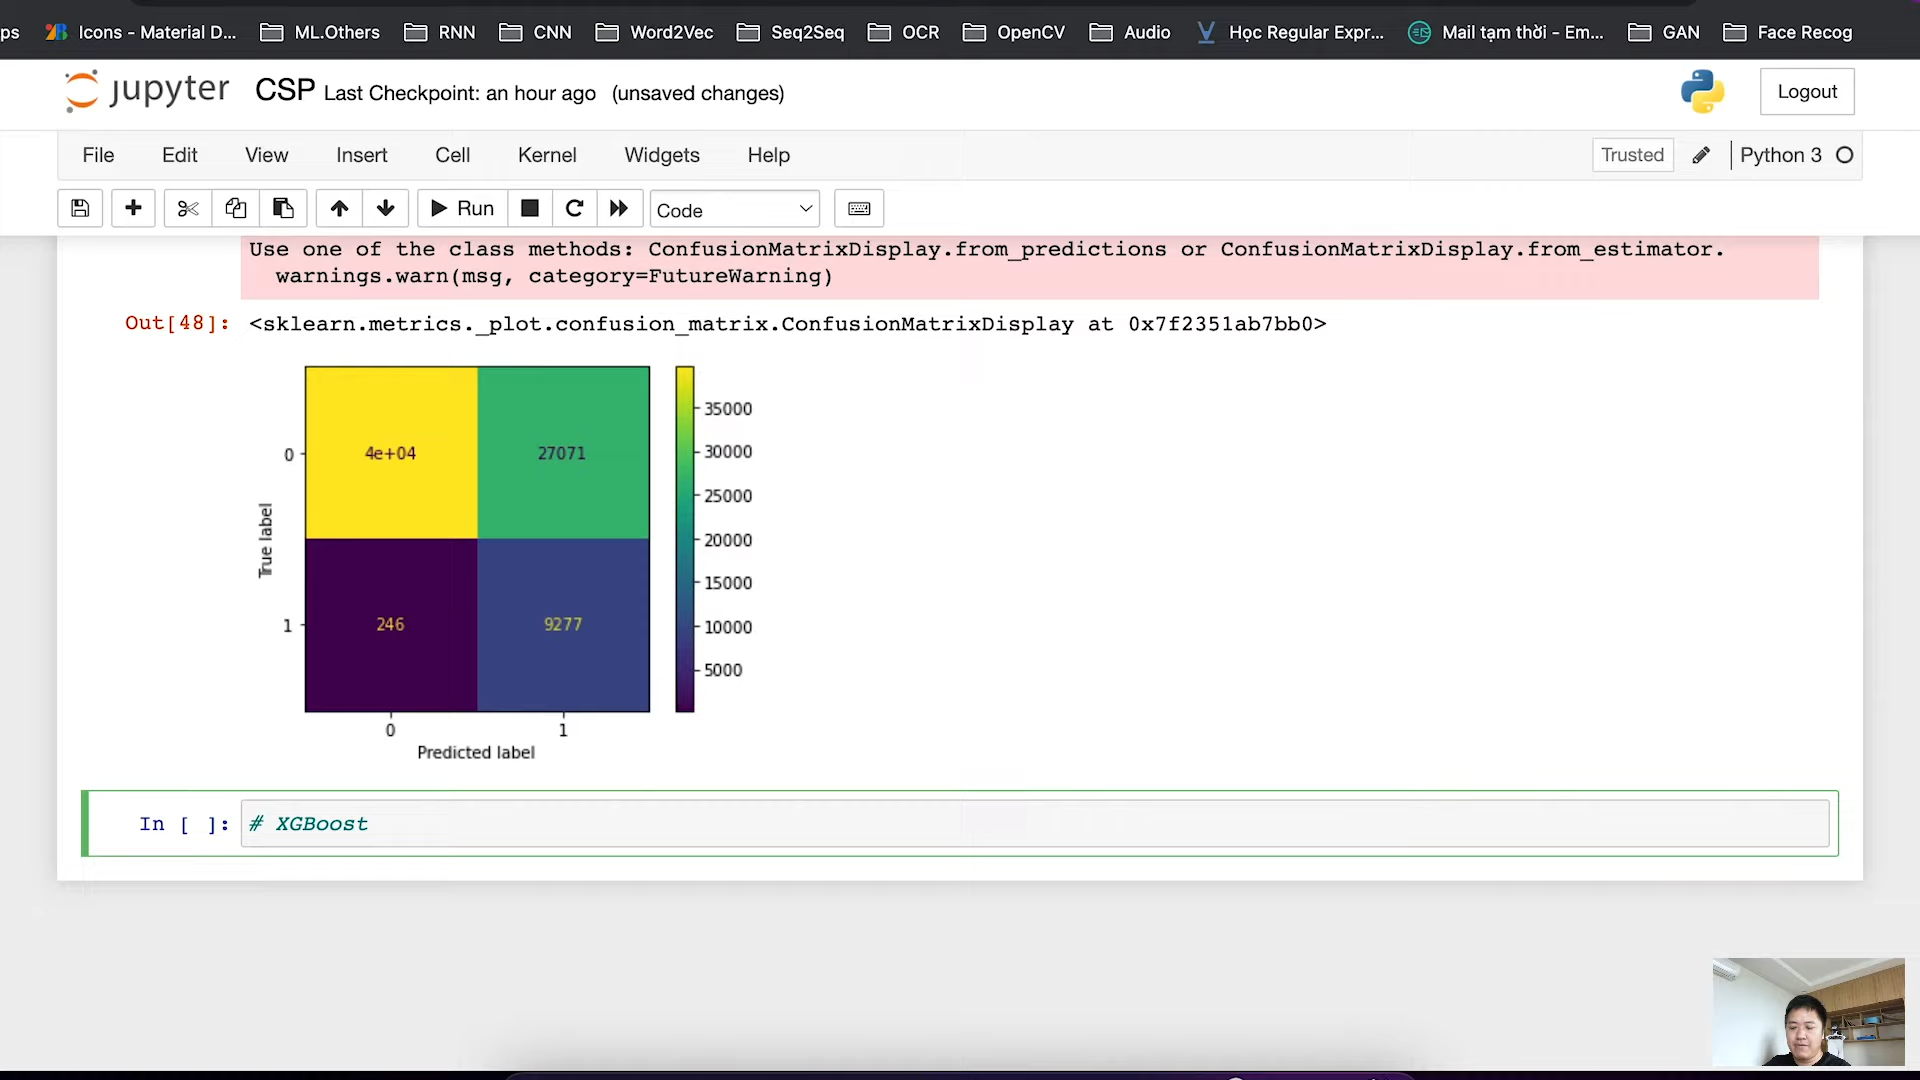 ps Icons - Material D... ML.Others RNN CNN Word2Vec Seq2Seq OCR OpenCV Audio Học Regular Expr... Mail tạm thời - Em... GAN Face Recog
jupyter CSP Last Checkpoint: an hour ago (unsaved changes) Logout
File Edit View Insert Cell Kernel Widgets Help Trusted Python 3
Run Code
Use one of the class methods: ConfusionMatrixDisplay.from_predictions or ConfusionMatrixDisplay.from_estimator.
warnings.warn(msg, category=FutureWarning)
Out[48]: <sklearn.metrics._plot.confusion_matrix.ConfusionMatrixDisplay at 0x7f2351ab7bb0>
35000
0 4e+04 27071 30000
25000
True label
20000
15000
1 246 9277 10000
5000
0 1
Predicted label
In [ ]: # XGBoost